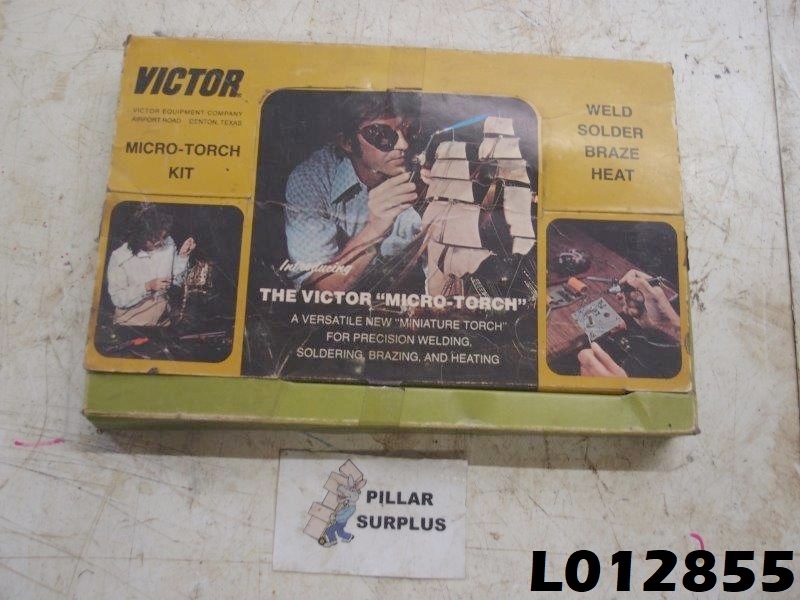 VICTOR
VICTOR EQUIPMENT COMPANY
AIRPORT ROAD DENTON, TEXAS
MICRO-TORCH
KIT
WELD
SOLDER
BRAZE
HEAT
Introducing
THE VICTOR "MICRO-TORCH"
A VERSATILE NEW "MINIATURE TORCH"
FOR PRECISION WELDING,
SOLDERING, BRAZING, AND HEATING
PILLAR
SURPLUS
L012855